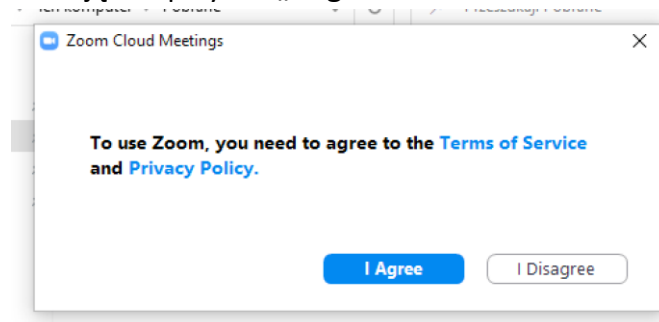 Zoom Cloud Meetings
To use Zoom, you need to agree to the Terms of Service
and Privacy Policy.
I Agree
I Disagree